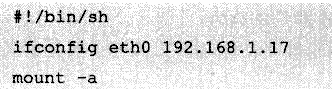 #!/bin/sh
ifconfig eth0 192.168.1.17
mount -a